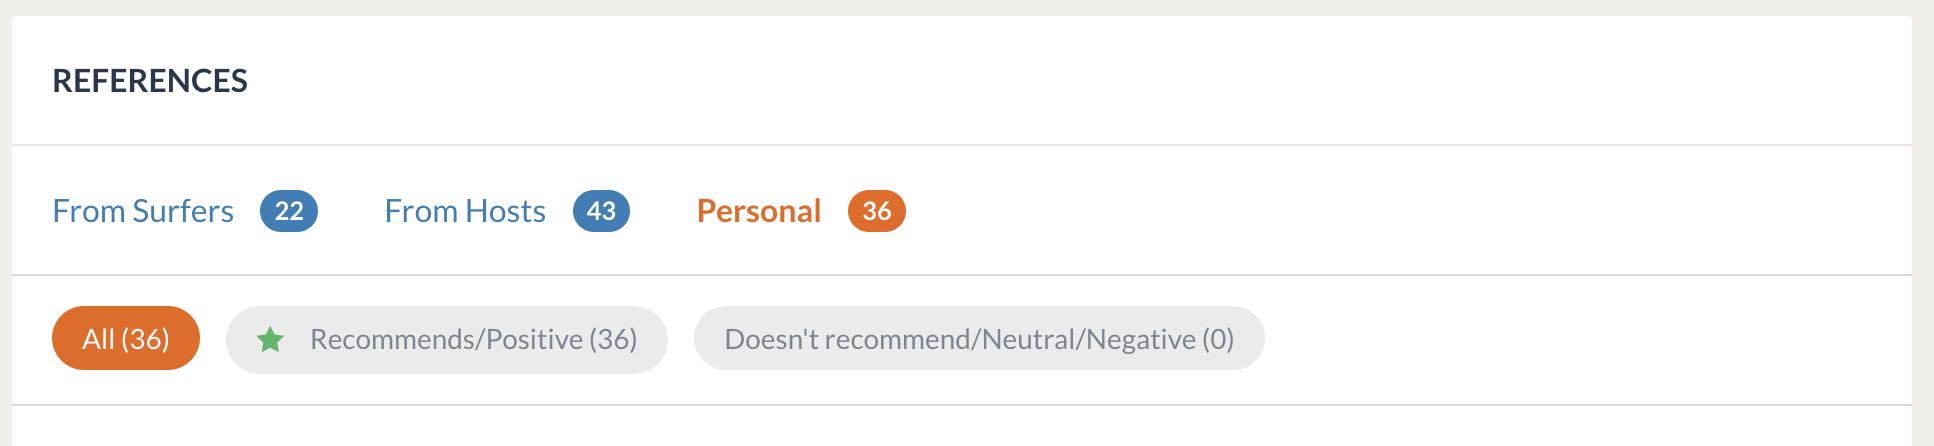 REFERENCES
From Surfers 22 From Hosts 43 Personal 36
All (36) Recommends/Positive (36) Doesn't recommend/Neutral/Negative (0)